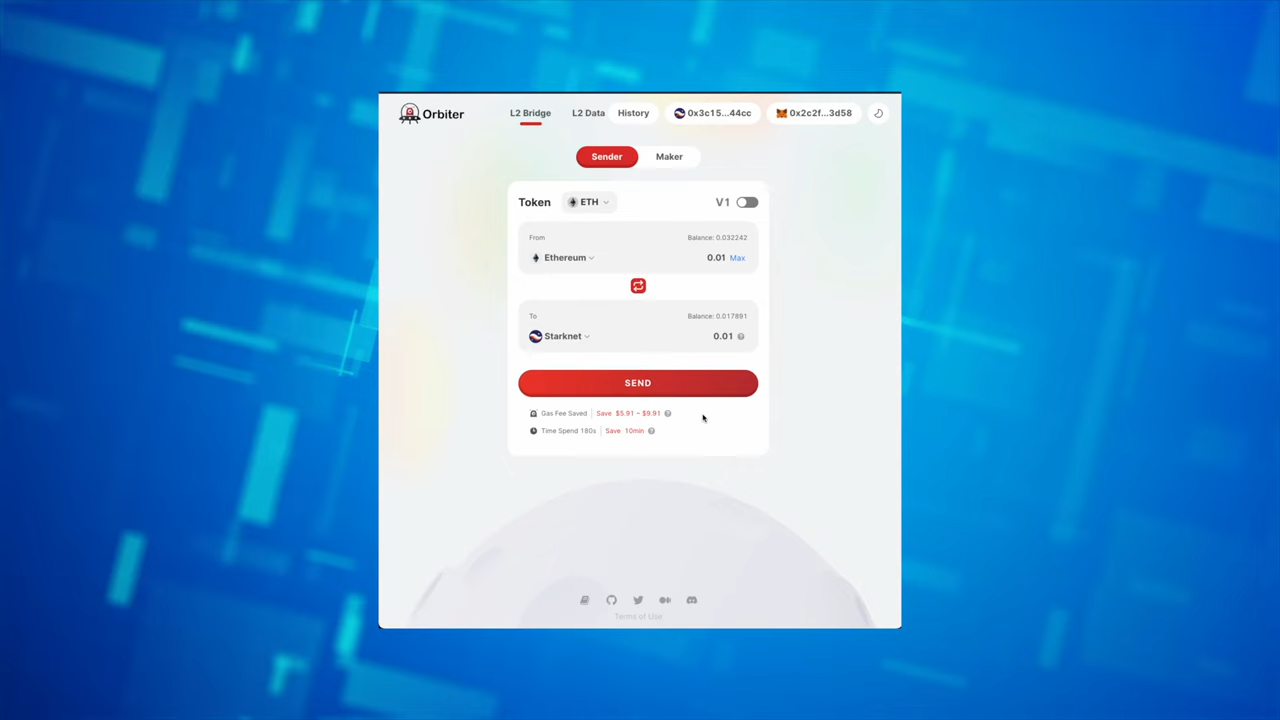 Orbiter L2 Bridge L2 Data History 0x3c15...44cc 0x2c2f...3d58
Sender Maker
Token ETH V1
From Balance: 0.032242
Ethereum 0.01 Max
To Balance: 0.017891
Starknet 0.01
SEND
Gas Fee Saved Save $5.91 ~ $9.91
Time Spend 180s Save 10min
Terms of Use